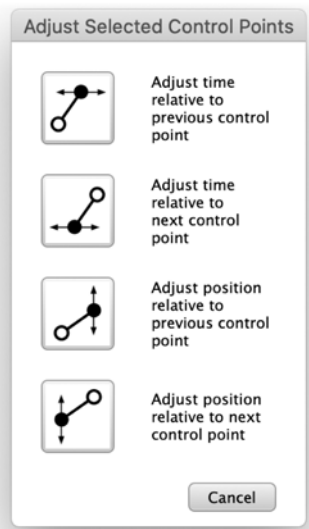 Adjust Selected Control Points
Adjust time
relative to
previous control
point
Adjust time
relative to
next control
point
Adjust position
relative to
previous control
point
Adjust position
relative to next
control point
Cancel